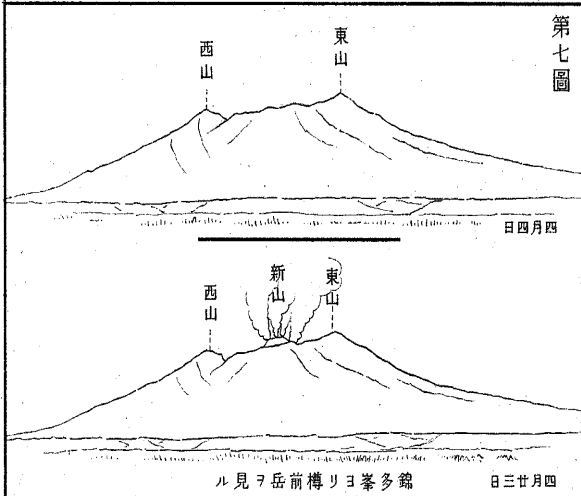 第七圖
東山
西山
四月四日
東山
新山
西山
四月廿三日
錦多峯ヨリ樽前岳ヲ見ル